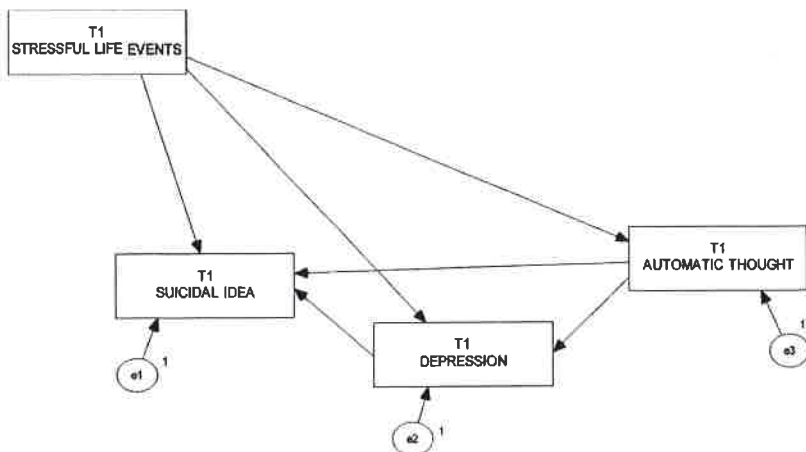 T1
STRESSFUL LIFE EVENTS
T1
AUTOMATIC THOUGHT
T1
SUICIDAL IDEA
T1
DEPRESSION
e1
1
e2
1
e3
1